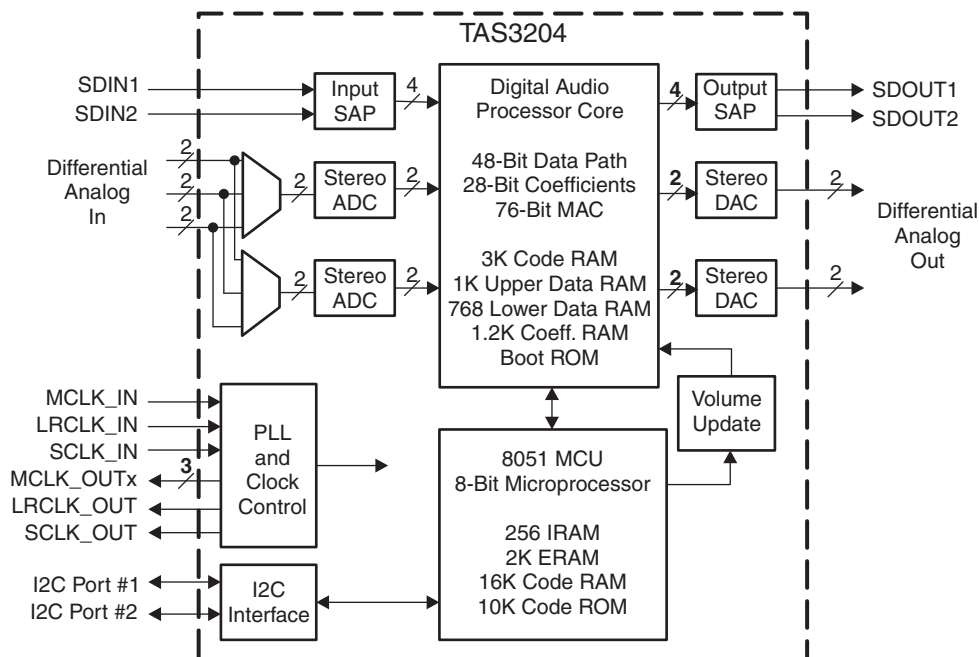 TAS3204
SDIN1
SDIN2
Input
SAP
4
Digital Audio
Processor Core
48-Bit Data Path
28-Bit Coefficients
76-Bit MAC
3K Code RAM
1K Upper Data RAM
768 Lower Data RAM
1.2K Coeff. RAM
Boot ROM
4
Output
SAP
SDOUT1
SDOUT2
Differential
Analog
In
2
2
2
2
Stereo
ADC
2
2
Stereo
DAC
2
2
Stereo
ADC
2
2
Stereo
DAC
2
Differential
Analog
Out
MCLK_IN
LRCLK_IN
SCLK_IN
MCLK_OUTx
3
LRCLK_OUT
SCLK_OUT
PLL
and
Clock
Control
Volume
Update
8051 MCU
8-Bit Microprocessor
256 IRAM
2K ERAM
16K Code RAM
10K Code ROM
I2C Port #1
I2C Port #2
I2C
Interface